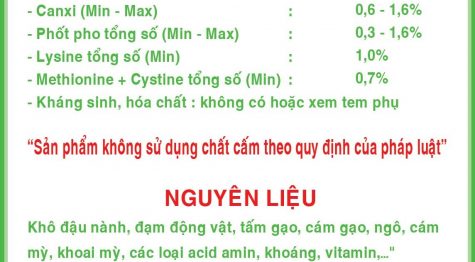 - Canxi (Min - Max) : 0,6 - 1,6%
- Phốt pho tổng số (Min - Max) : 0,3 - 1,6%
- Lysine tổng số (Min) : 1,0%
- Methionine + Cystine tổng số (Min) : 0,7%
- Kháng sinh, hóa chất : không có hoặc xem tem phụ
“Sản phẩm không sử dụng chất cấm theo quy định của pháp luật”
NGUYÊN LIỆU
Khô đậu nành, đạm động vật, tấm gạo, cám gạo, ngô, cám
mỳ, khoai mỳ, các loại acid amin, khoáng, vitamin,..."